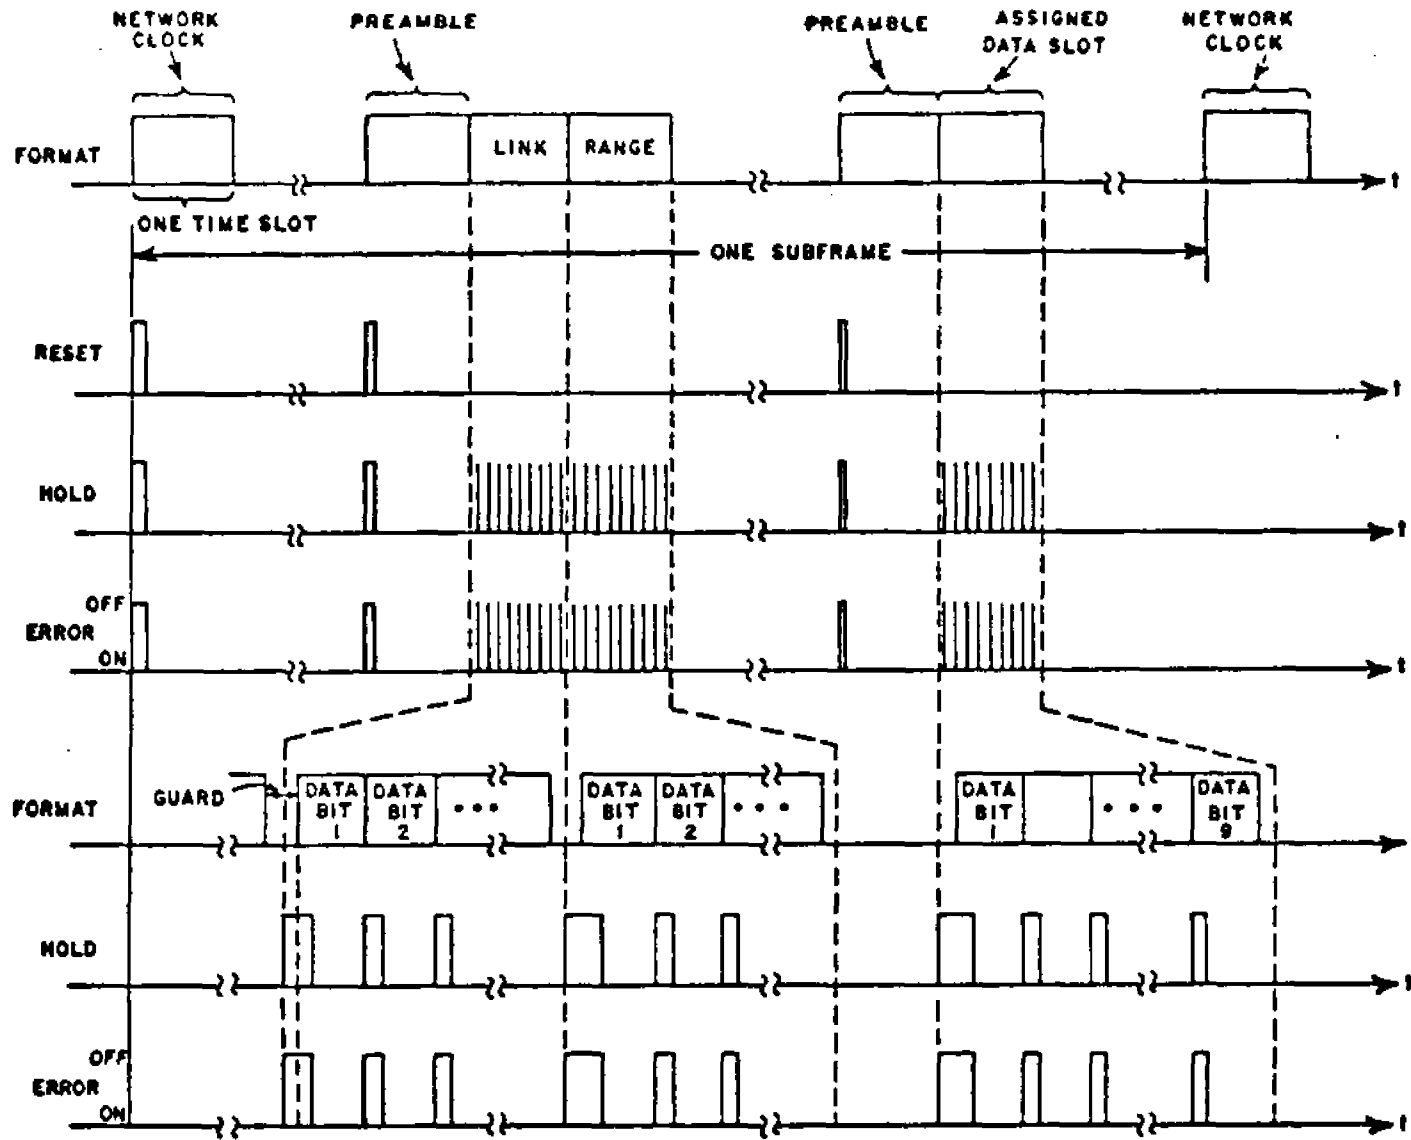 NETWORK CLOCK
PREAMBLE
PREAMBLE
ASSIGNED DATA SLOT
NETWORK CLOCK
FORMAT
LINK
RANGE
t
ONE TIME SLOT
ONE SUBFRAME
RESET
t
HOLD
t
OFF
ERROR
ON
t
FORMAT
GUARD
DATA BIT 1
DATA BIT 2
• • •
DATA BIT 1
DATA BIT 2
• • •
DATA BIT 1
• • •
DATA BIT 9
HOLD
t
OFF
ERROR
ON
t